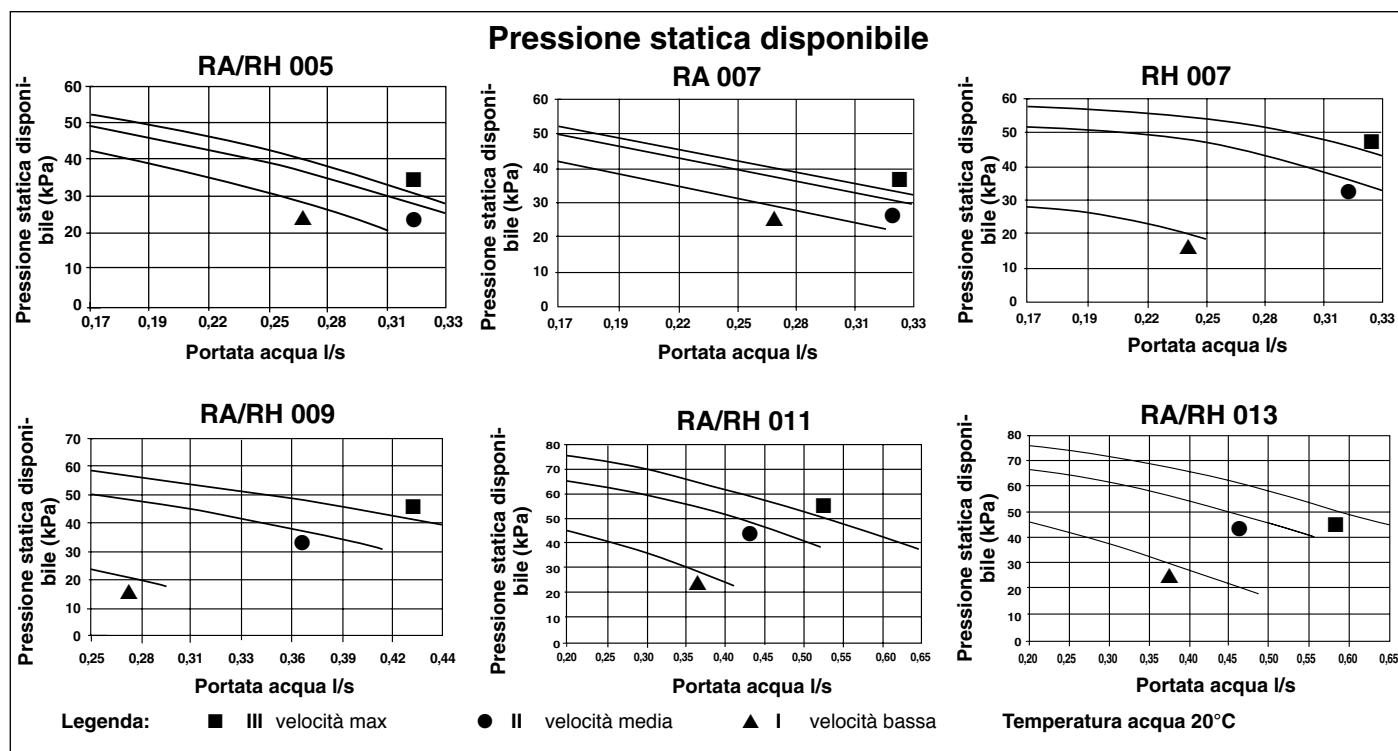 Pressione statica disponibile
RA/RH 005
Pressione statica disponi-
bile (kPa)
60
50
40
30
20
10
0
0,17 0,19 0,22 0,25 0,28 0,31 0,33
Portata acqua l/s
RA 007
Pressione statica disponi-
bile (kPa)
60
50
40
30
20
10
0
0,17 0,19 0,22 0,25 0,28 0,31 0,33
Portata acqua l/s
RH 007
Pressione statica disponi-
bile (kPa)
60
50
40
30
20
10
0
0,17 0,19 0,22 0,25 0,28 0,31 0,33
Portata acqua l/s
RA/RH 009
Pressione statica disponi-
bile (kPa)
70
60
50
40
30
20
10
0
0,25 0,28 0,31 0,33 0,36 0,39 0,42 0,44
Portata acqua l/s
RA/RH 011
Pressione statica disponi-
bile (kPa)
80
70
60
50
40
30
20
10
0
0,20 0,25 0,30 0,35 0,40 0,45 0,50 0,55 0,60 0,65
Portata acqua l/s
RA/RH 013
Pressione statica disponi-
bile (kPa)
80
70
60
50
40
30
20
10
0
0,20 0,25 0,30 0,35 0,40 0,45 0,50 0,55 0,60 0,65
Portata acqua l/s
Legenda: ■ III velocità max ● II velocità media ▲ I velocità bassa Temperatura acqua 20°C